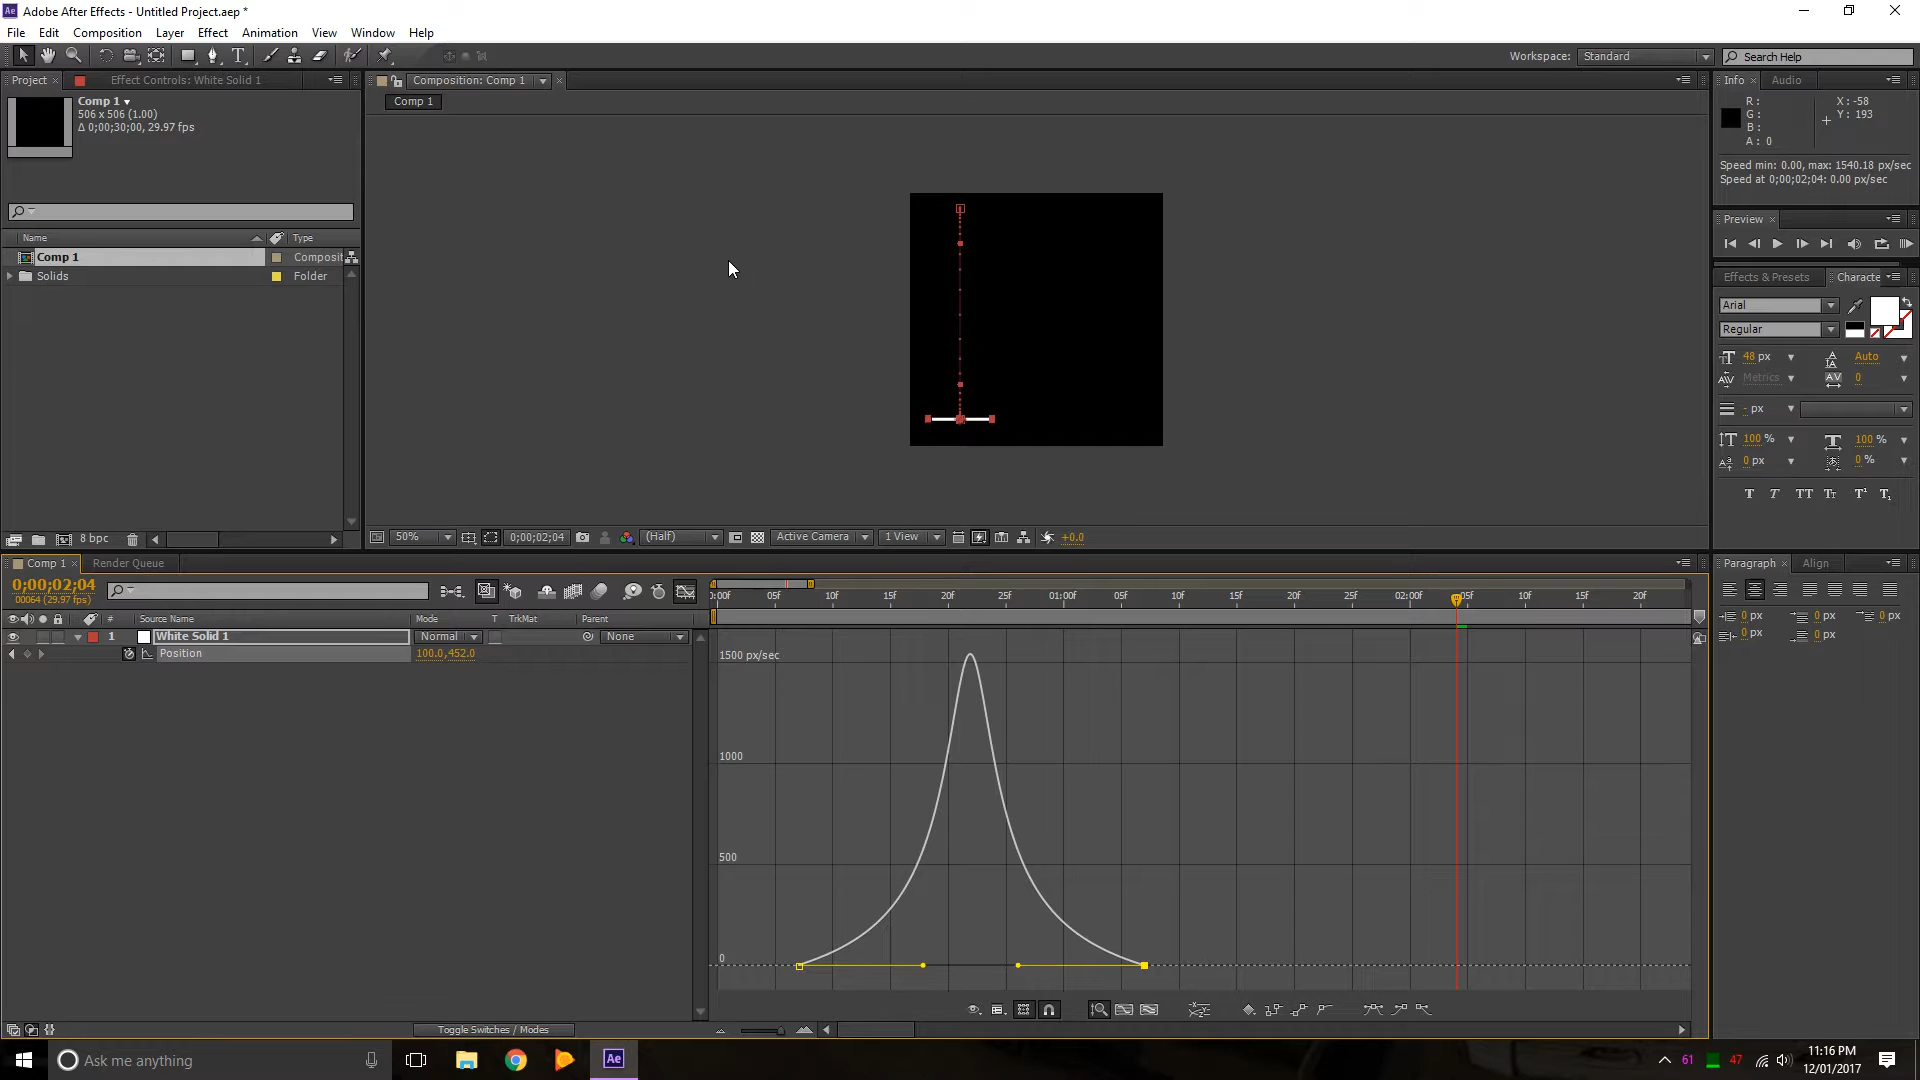 Adobe After Effects - Untitled Project.aep *
File Edit Composition Layer Effect Animation View Window Help
Workspace: Standard Search Help
Project Effect Controls: White Solid 1 Composition: Comp 1 Info Audio
Comp 1
506 x 506 (1.00)
Δ 0;00;30;00, 29.97 fps
Comp 1
R :
G :
B :
A : 0
X : -58
Y : 193
Speed min: 0.00, max: 1540.18 px/sec
Speed at 0;00;02;04: 0.00 px/sec
Preview
Name Type
Comp 1 Composit
Solids Folder
Effects & Presets Characte
Arial
Regular
48 px Auto
Metrics 0
- px
100 % 100 %
0 px 0 %
T T TT Tt T¹ T₁
8 bpc
50% 0;00;02;04 (Half) Active Camera 1 View +0.0
Comp 1 Render Queue
Paragraph Align
0;00;02;04
00064 (29.97 fps)
0:00f 05f 10f 15f 20f 25f 01:00f 05f 10f 15f 20f 25f 02:00f 05f 10f 15f 20f
0 px 0 px 0 px
0 px 0 px
# Source Name Mode T TrkMat Parent
1 White Solid 1 Normal None
Position 100.0,452.0
1500 px/sec
1000
500
0
Toggle Switches / Modes
Ask me anything
Ae
61 47
11:16 PM
12/01/2017